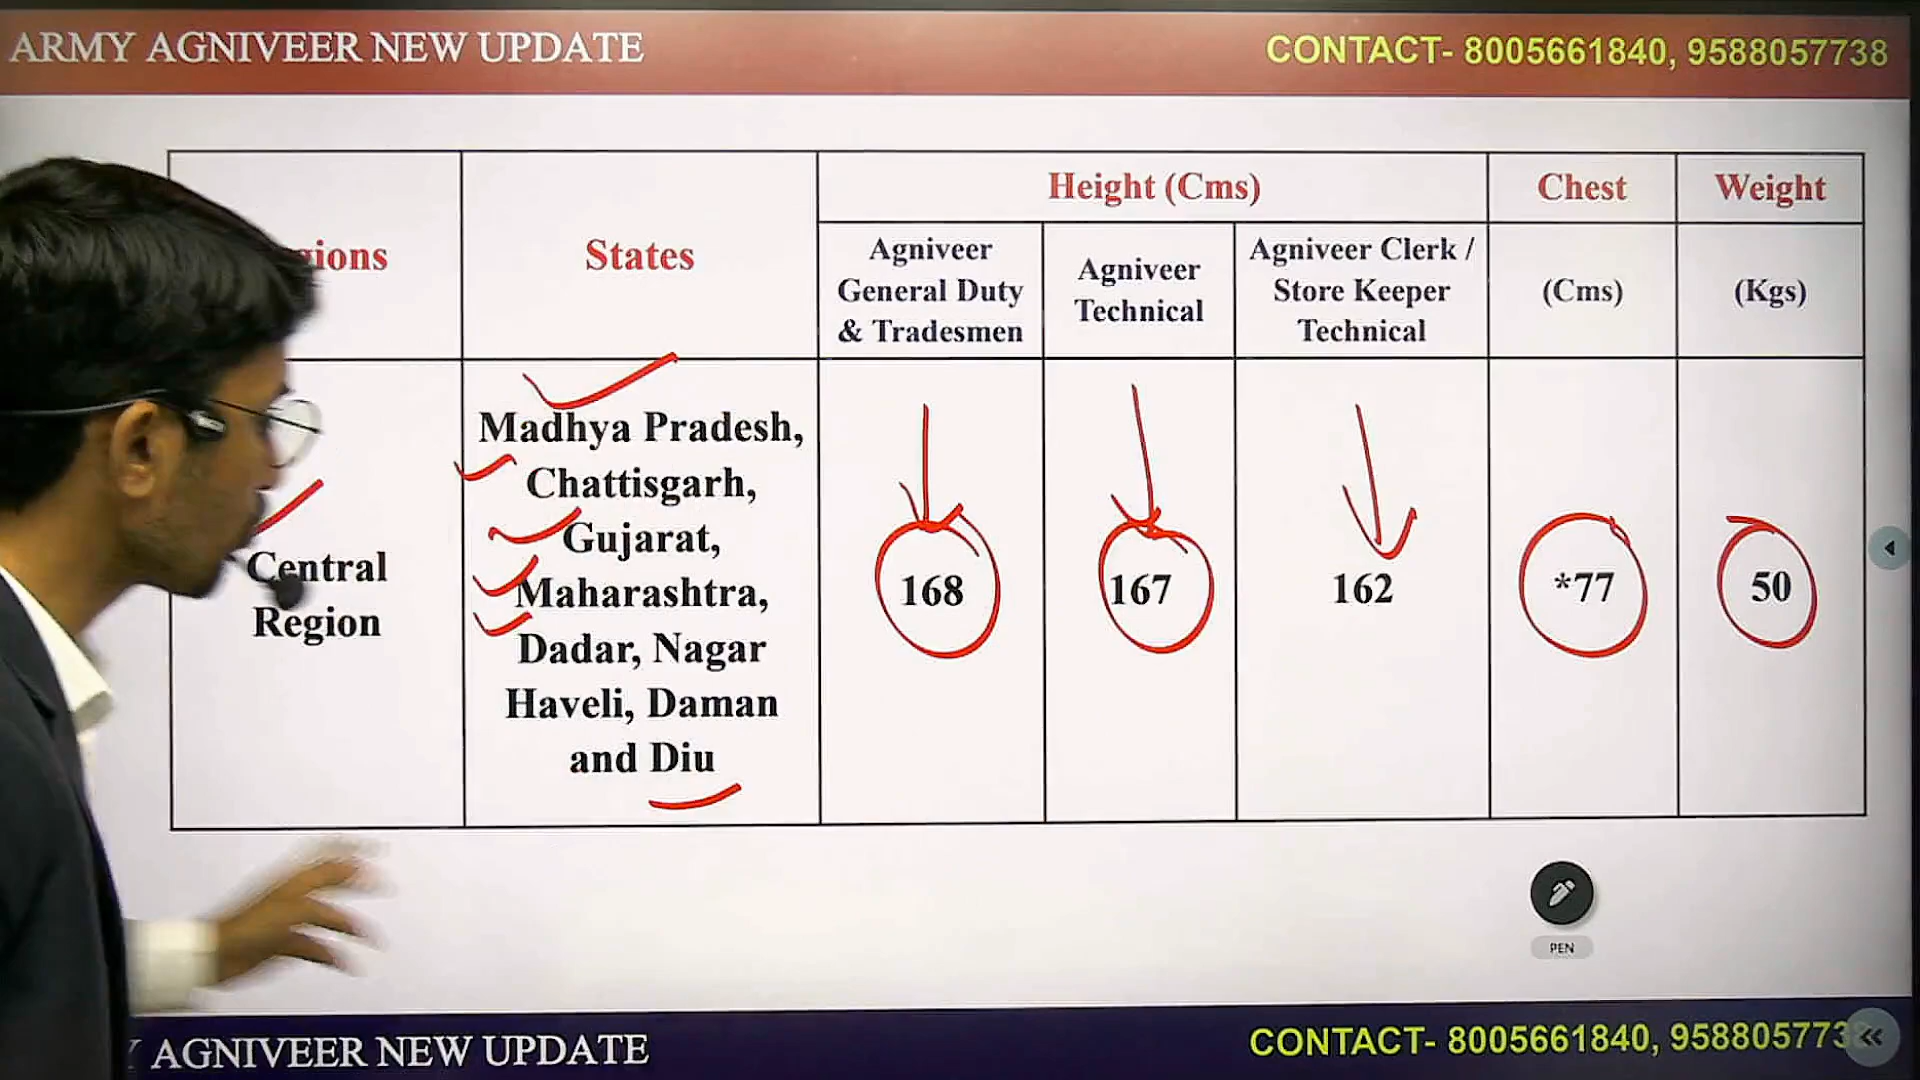 ARMY AGNIVEER NEW UPDATE
CONTACT- 8005661840, 9588057738
States
Height (Cms)
Chest
Weight
Agniveer
General Duty
& Tradesmen
Agniveer
Technical
Agniveer Clerk /
Store Keeper
Technical
(Cms)
(Kgs)
Central
Region
Madhya Pradesh,
Chattisgarh,
Gujarat,
Maharashtra,
Dadar, Nagar
Haveli, Daman
and Diu
168
167
162
*77
50
PEN
AGNIVEER NEW UPDATE
CONTACT- 8005661840,